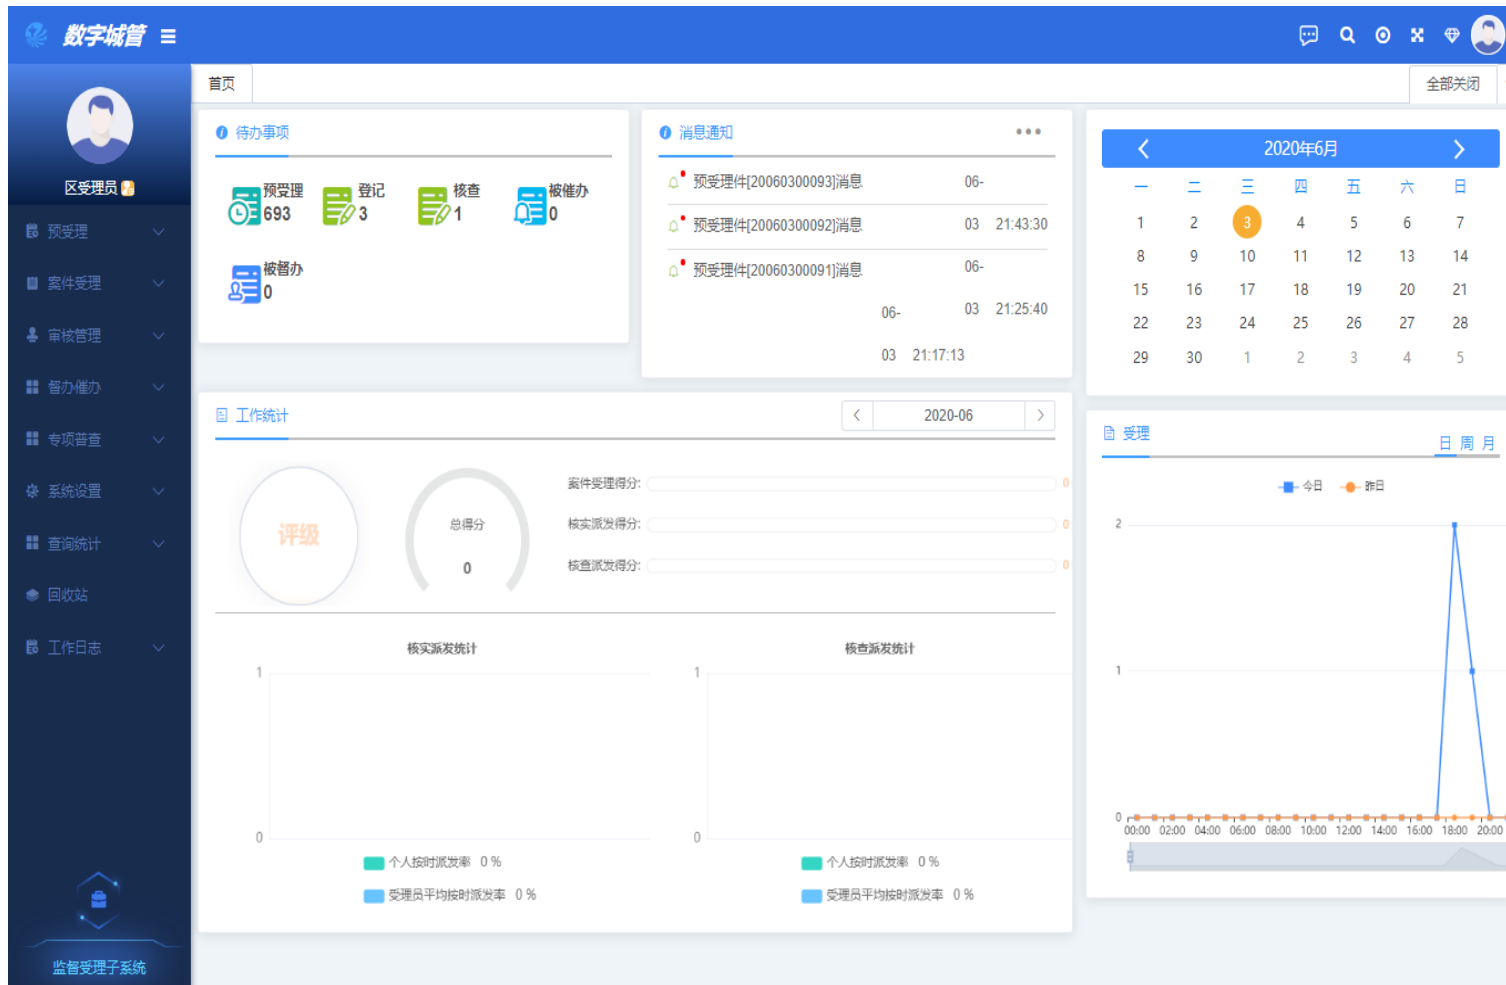 数字城管
首页
全部关闭
区受理员
预受理
案件受理
审核管理
督办催办
专项普查
系统设置
查询统计
回收站
工作日志
监督受理子系统
待办事项
预受理
693
登记
3
核查
1
被催办
0
被督办
0
消息通知
预受理件[20060300093]消息 06-
预受理件[20060300092]消息 03 21:43:30
预受理件[20060300091]消息 06-
06- 03 21:25:40
03 21:17:13
2020年6月
一 二 三 四 五 六 日
1 2 3 4 5 6 7
8 9 10 11 12 13 14
15 16 17 18 19 20 21
22 23 24 25 26 27 28
29 30 1 2 3 4 5
工作统计
2020-06
评级
总得分
0
案件受理得分: 0
核实派发得分: 0
核查派发得分: 0
核实派发统计
1
0
个人按时派发率 0 %
受理员平均按时派发率 0 %
核查派发统计
1
0
个人按时派发率 0 %
受理员平均按时派发率 0 %
受理
日 周 月
今日 昨日
2
1
0
00:00 02:00 04:00 06:00 08:00 10:00 12:00 14:00 16:00 18:00 20:00